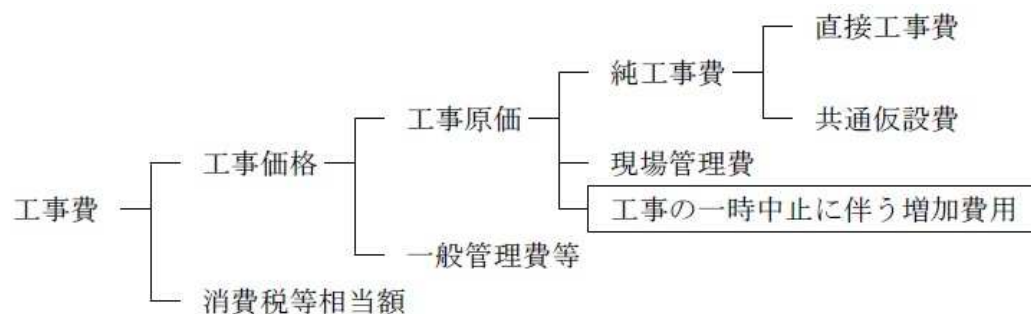 直接工事費
純工事費
共通仮設費
工事原価
工事価格
現場管理費
工事費
工事の一時中止に伴う増加費用
一般管理費等
消費税等相当額